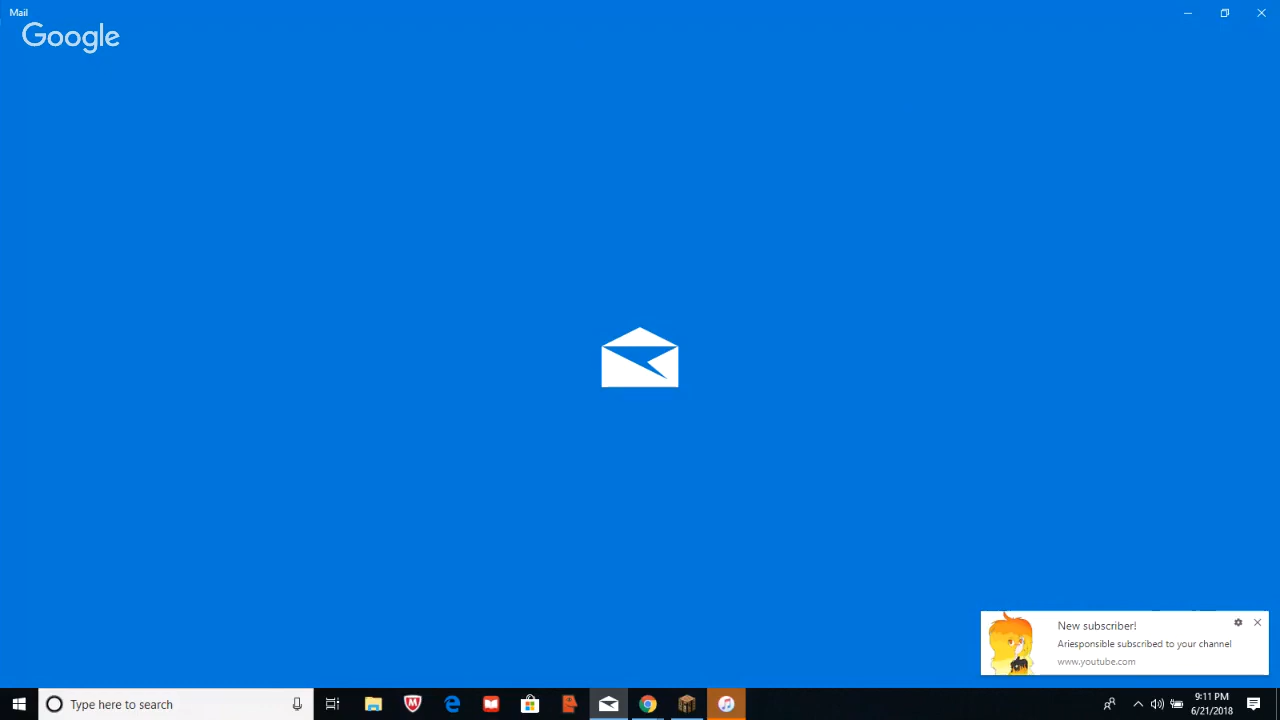 Mail
Google
New subscriber!
Ariesponsible subscribed to your channel
www.youtube.com
Type here to search
9:11 PM
6/21/2018